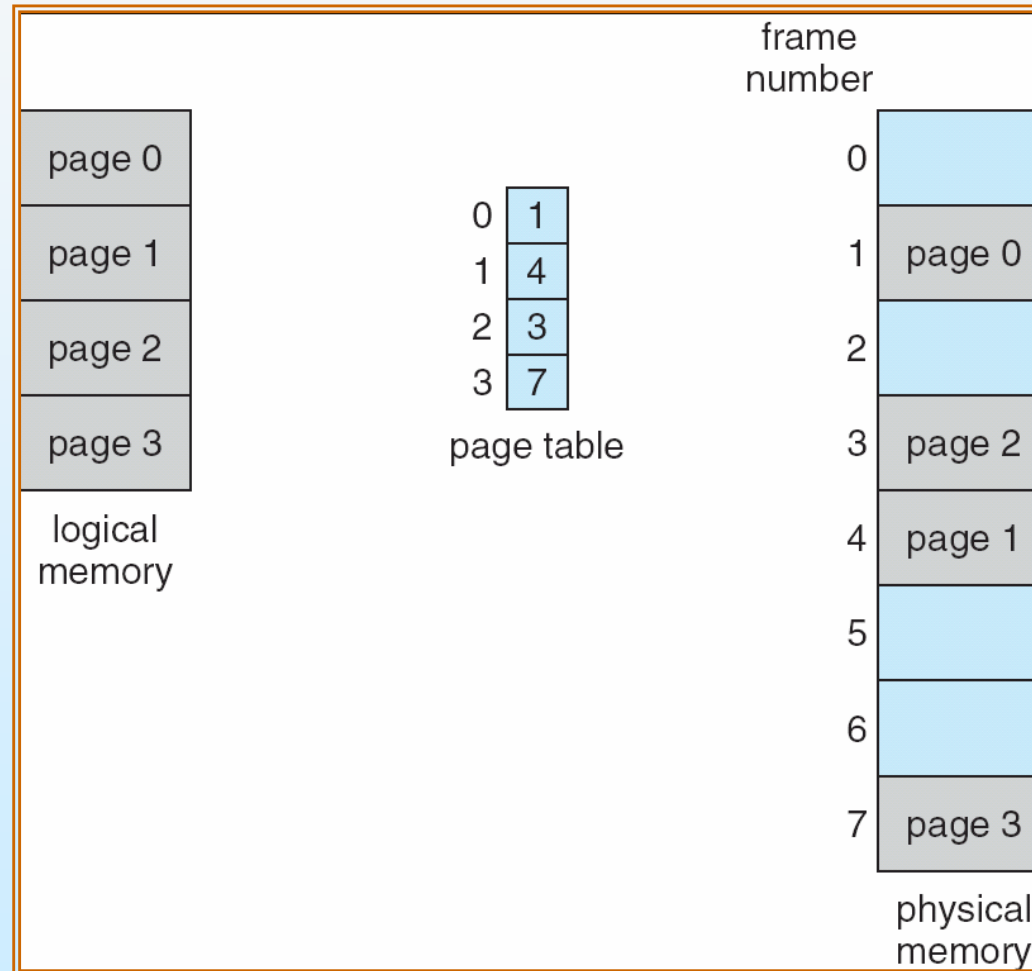 frame
number
page 0
page 1
page 2
page 3
logical
memory
0 1
1 4
2 3
3 7
page table
0
1 page 0
2
3 page 2
4 page 1
5
6
7 page 3
physical
memory